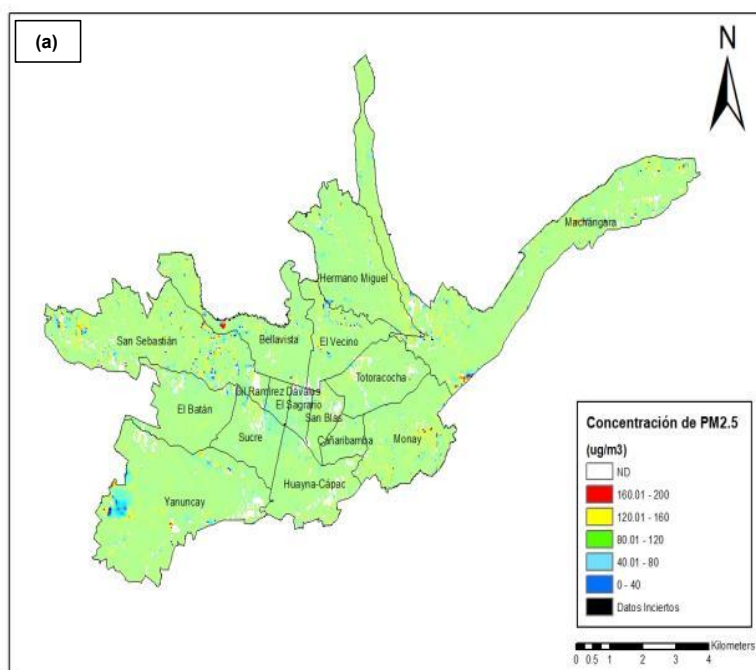 (a)
N
Machángara
Hermano Miguel
San Sebastián
Bellavista
El Vecino
Totoracocha
Gil Ramírez Dávalos
El Sagrario
El Batán
San Blas
Sucre
Cañaribamba
Monay
Huayna-Cápac
Yanuncay
Concentración de PM2.5
(ug/m3)
ND
160.01 - 200
120.01 - 160
80.01 - 120
40.01 - 80
0 - 40
Datos Inciertos
Kilometers
0 0.5 1 2 3 4